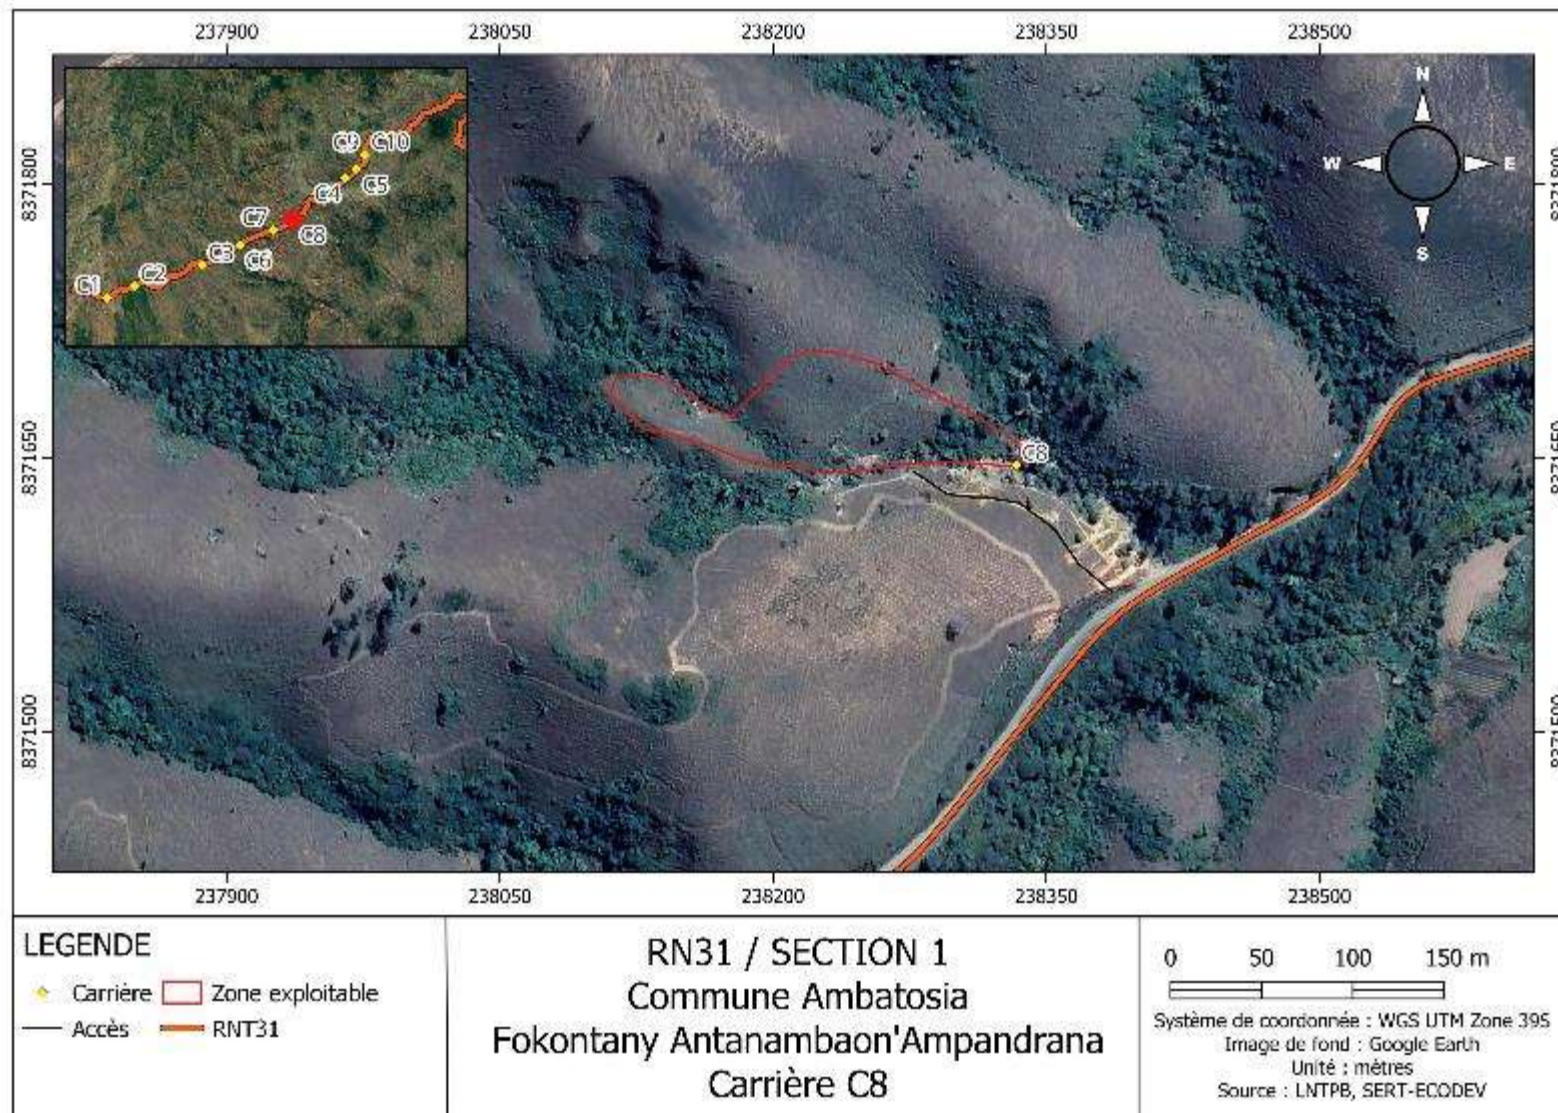 237900 238050 238200 238350 238500
8371800 8371800
8371650 8371650
8371500 8371500
N
W E
S
C9 C10
C4 C5
C7 C8
C3 C6
C1 C2
C8
237900 238050 238200 238350 238500
LEGENDE
Carrière Zone exploitable
Accès RNT31
RN31 / SECTION 1
Commune Ambatosia
Fokontany Antanambaon'Ampandrana
Carrière C8
0 50 100 150 m
Système de coordonnée : WGS UTM Zone 39S
Image de fond : Google Earth
Unité : mètres
Source : LNTPB, SERT-ECODEV